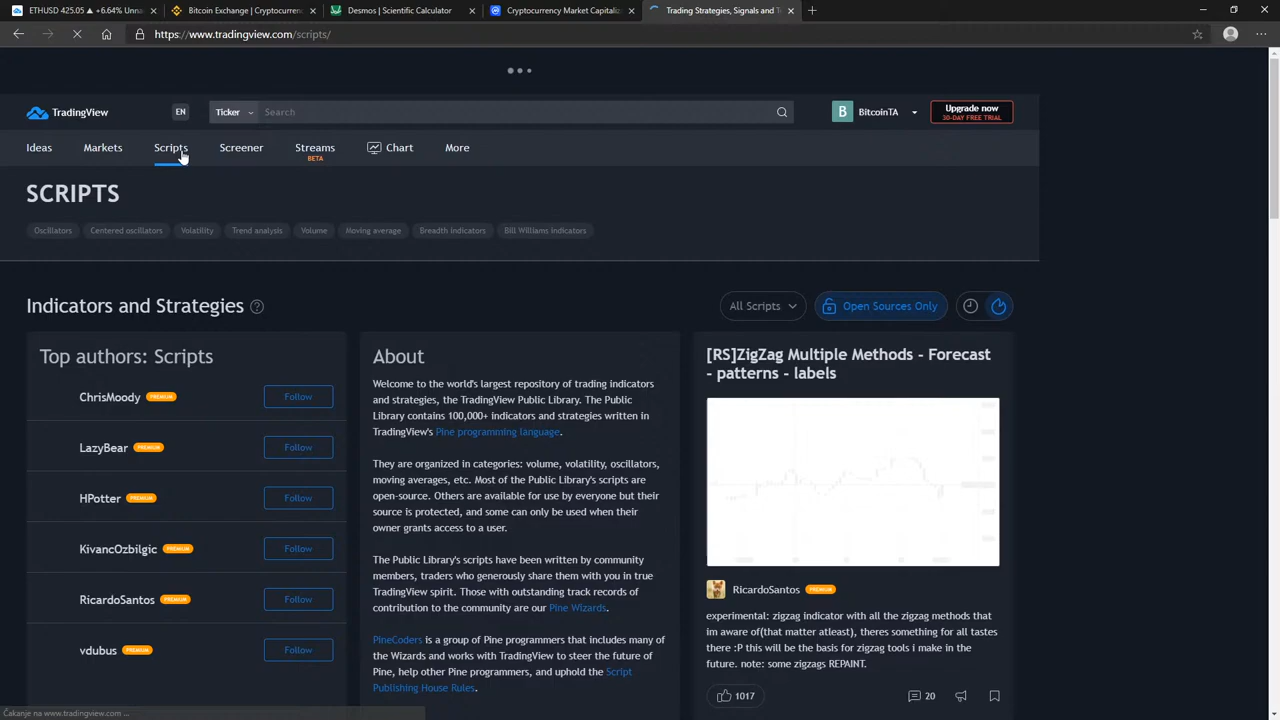 ETHUSD 425.05 ▲ +6.64% Unna
Bitcoin Exchange | Cryptocurrenc
Desmos | Scientific Calculator
Cryptocurrency Market Capitaliz
Trading Strategies, Signals and T
https://www.tradingview.com/scripts/
TradingView
EN
Ticker
Search
B
BitcoinTA
Upgrade now
30-DAY FREE TRIAL
Ideas
Markets
Scripts
Screener
Streams
BETA
Chart
More
SCRIPTS
Oscillators
Centered oscillators
Volatility
Trend analysis
Volume
Moving average
Breadth indicators
Bill Williams indicators
Indicators and Strategies
All Scripts
Open Sources Only
Top authors: Scripts
ChrisMoody PREMIUM Follow
LazyBear PREMIUM Follow
HPotter PREMIUM Follow
KivancOzbilgic PREMIUM Follow
RicardoSantos PREMIUM Follow
vdubus PREMIUM Follow
About
Welcome to the world's largest repository of trading indicators
and strategies, the TradingView Public Library. The Public
Library contains 100,000+ indicators and strategies written in
TradingView's Pine programming language.
They are organized in categories: volume, volatility, oscillators,
moving averages, etc. Most of the Public Library's scripts are
open-source. Others are available for use by everyone but their
source is protected, and some can only be used when their
owner grants access to a user.
The Public Library's scripts have been written by community
members, traders who generously share them with you in true
TradingView spirit. Those with outstanding track records of
contribution to the community are our Pine Wizards.
PineCoders is a group of Pine programmers that includes many of
the Wizards and works with TradingView to steer the future of
Pine, help other Pine programmers, and uphold the Script
Publishing House Rules.
[RS]ZigZag Multiple Methods - Forecast
- patterns - labels
RicardoSantos PREMIUM
experimental: zigzag indicator with all the zigzag methods that
im aware of(that matter atleast), theres something for all tastes
there :P this will be the basis for zigzag tools i make in the
future. note: some zigzags REPAINT.
1017
20
Čakanje na www.tradingview.com ...